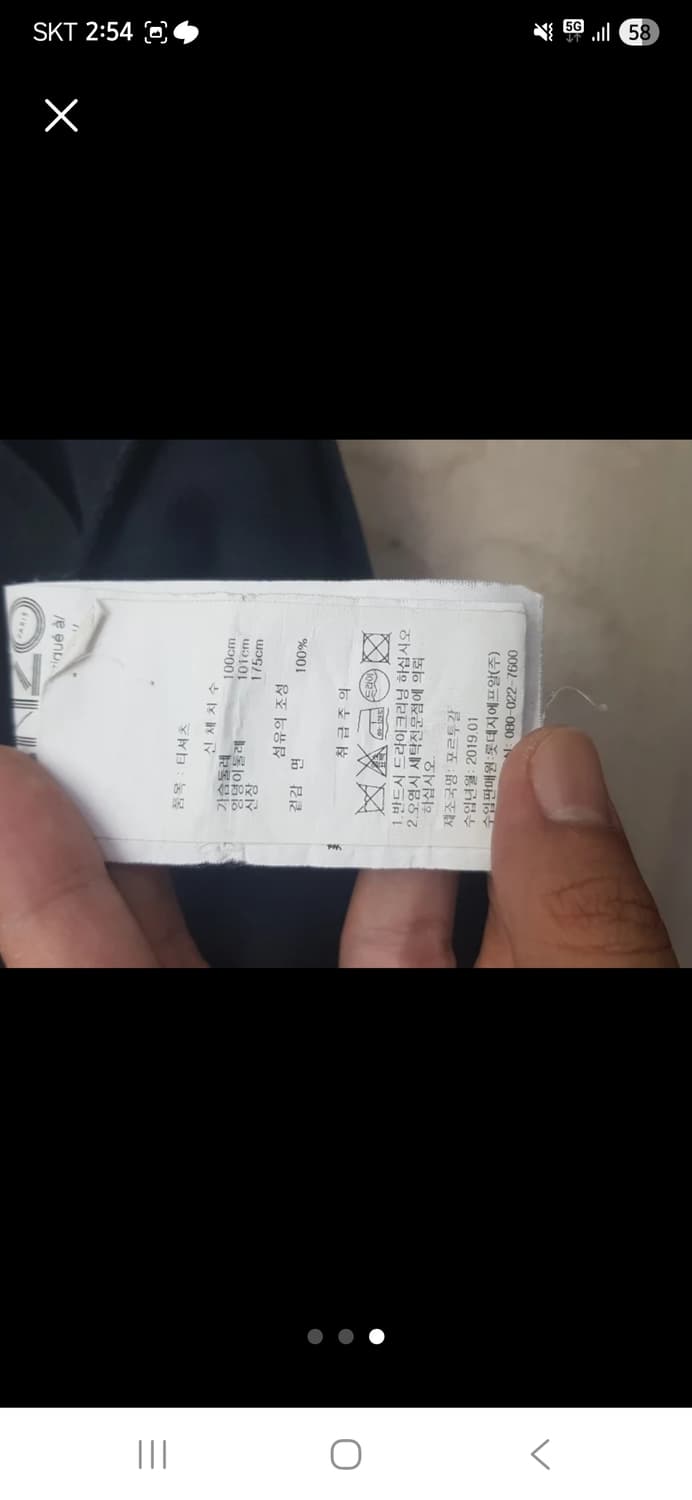 SKT 2:54
5G
58
NZO
PARIS
품목 : 티셔츠
신 체 치 수
가슴둘레 100cm
엉덩이둘레 101cm
신장 175cm
섬유의 조성
겉감 면 100%
취 급 주 의
드라이
1.반드시 드라이크리닝 하십시오
2.오염시 세탁전문점에 의뢰
하십시오
제조국명: 포르투갈
수입년월: 2019.01
수입판매원:롯데지에프알(주)
080-022-7600